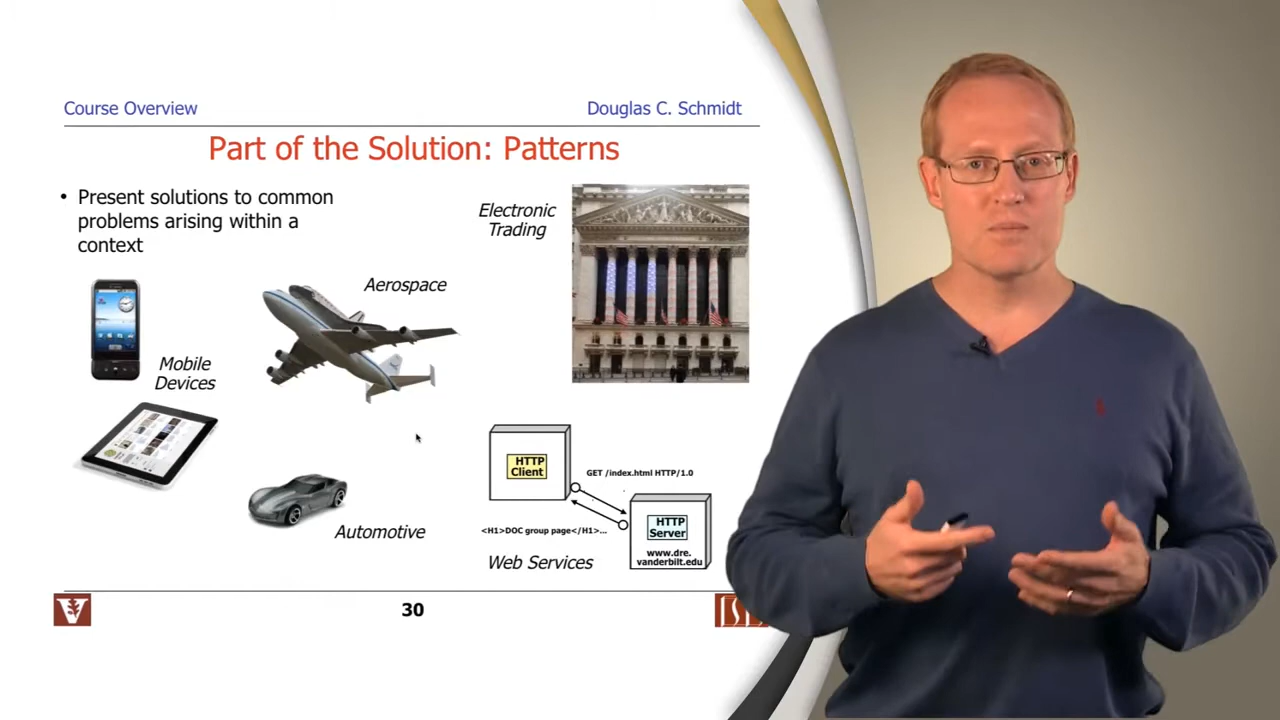 Course Overview
Douglas C. Schmidt
Part of the Solution: Patterns
• Present solutions to common
problems arising within a
context
Electronic
Trading
Aerospace
Mobile
Devices
HTTP
Client
GET /index.html HTTP/1.0
HTTP
Server
<H1>DOC group page</H1>...
www.dre.
vanderbilt.edu
Automotive
Web Services
V
30